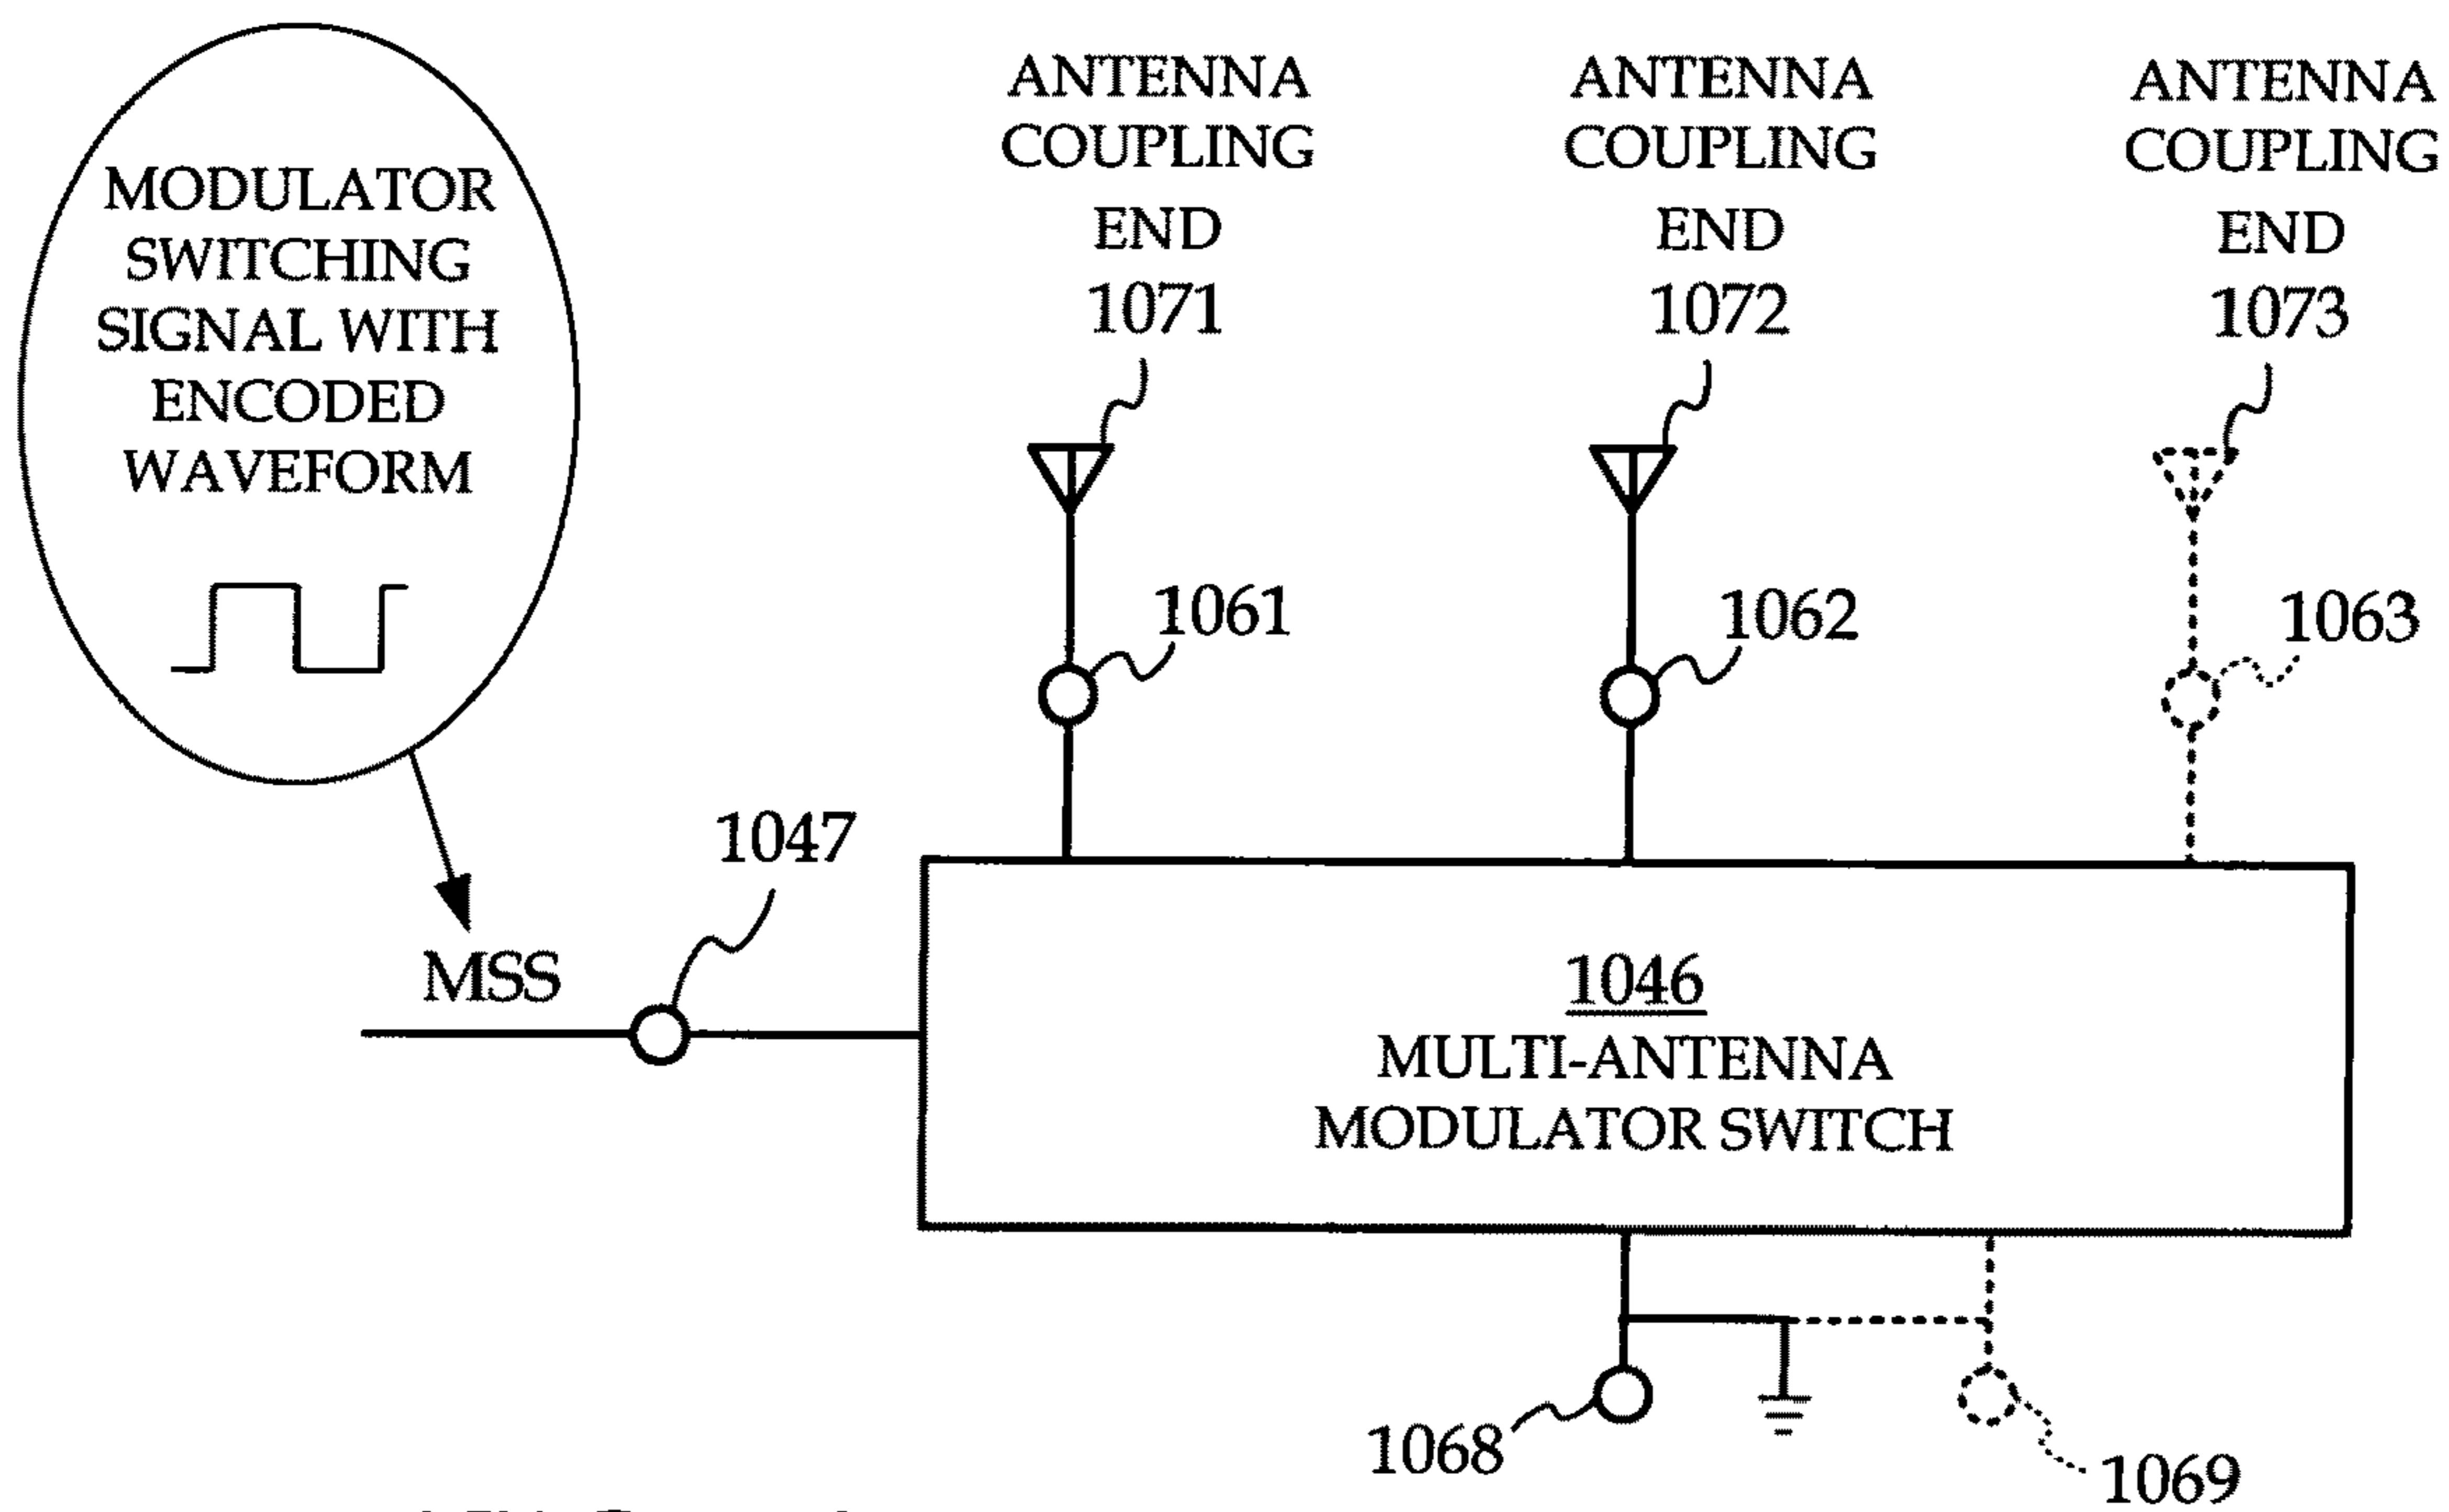 MODULATOR
SWITCHING
SIGNAL WITH
ENCODED
WAVEFORM
ANTENNA
COUPLING
END
1071
ANTENNA
COUPLING
END
1072
ANTENNA
COUPLING
END
1073
1061
1062
1063
1047
MSS
1046
MULTI-ANTENNA
MODULATOR SWITCH
1068
1069